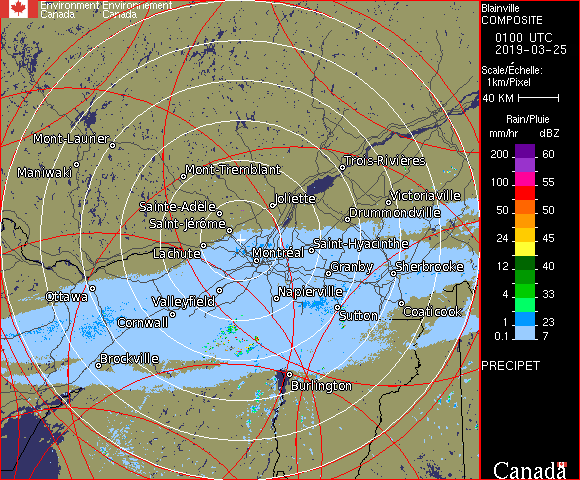 Environment Environnement
Canada Canada
Blainville
COMPOSITE
0100 UTC
2019-03-25
Scale/Échelle:
1km/Pixel
40 KM
Rain/Pluie
mm/hr dBZ
200 60
100 55
50 50
24 45
12 40
4 33
1 23
0.1 7
PRECIPET
Canada
Mont-Laurier
Maniwaki
Mont-Tremblant
Trois-Rivières
Joliette
Victoriaville
Sainte-Adele
Drummondville
Saint-Jérôme
Lachute
Montréal
Saint-Hyacinthe
Granby
Sherbrooke
Ottawa
Valleyfield
Napierville
Cornwall
Sutton
Coaticook
Brockville
Burlington